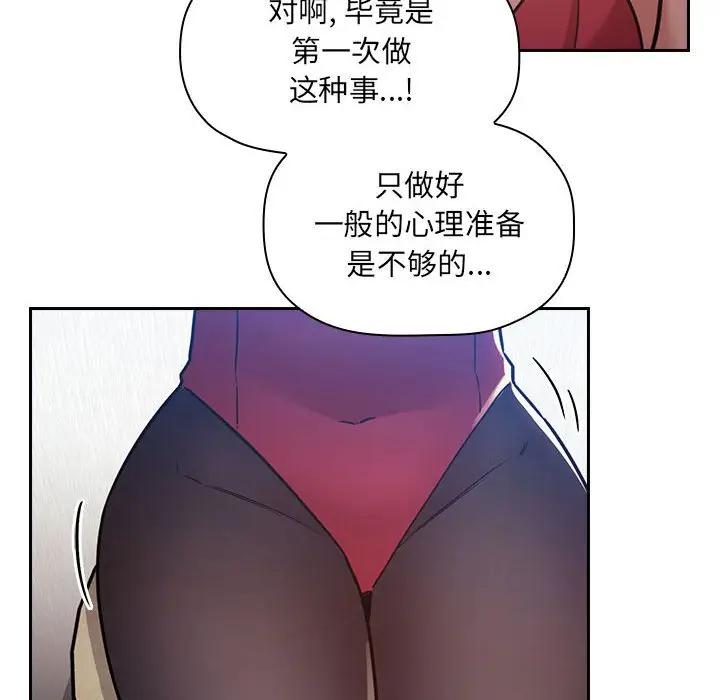 对啊, 毕竟是
第一次做
这种事...!
只做好
一般的心理准备
是不够的...